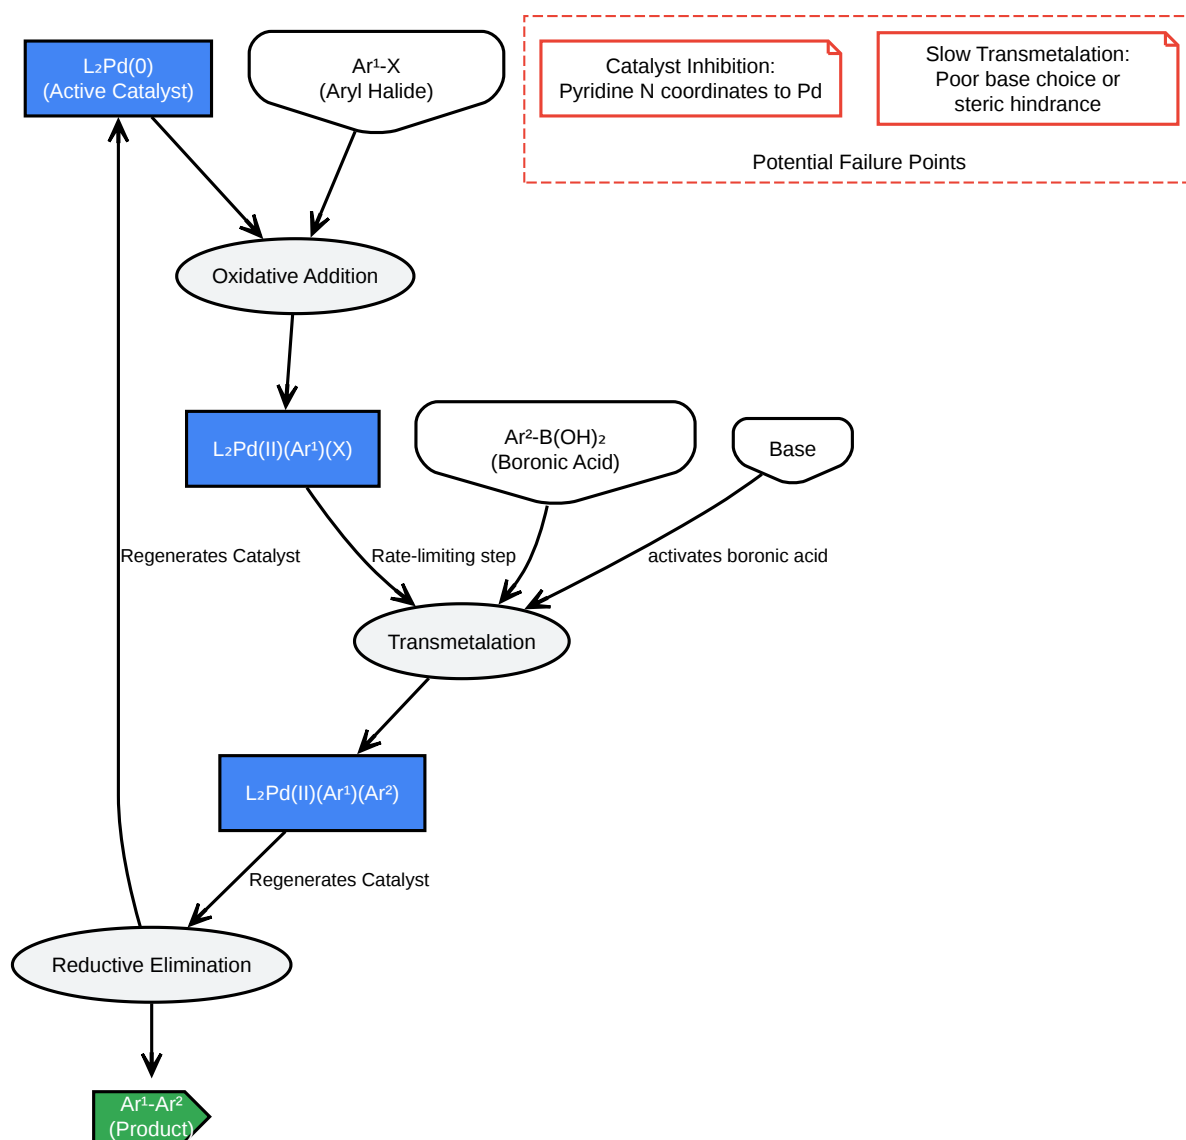 L₂Pd(0)
(Active Catalyst)
Ar¹-X
(Aryl Halide)
Catalyst Inhibition:
Pyridine N coordinates to Pd
Slow Transmetalation:
Poor base choice or
steric hindrance
Potential Failure Points
Oxidative Addition
L₂Pd(II)(Ar¹)(X)
Ar²-B(OH)₂
(Boronic Acid)
Base
Regenerates Catalyst
Rate-limiting step
activates boronic acid
Transmetalation
L₂Pd(II)(Ar¹)(Ar²)
Regenerates Catalyst
Reductive Elimination
Ar¹-Ar²
(Product)